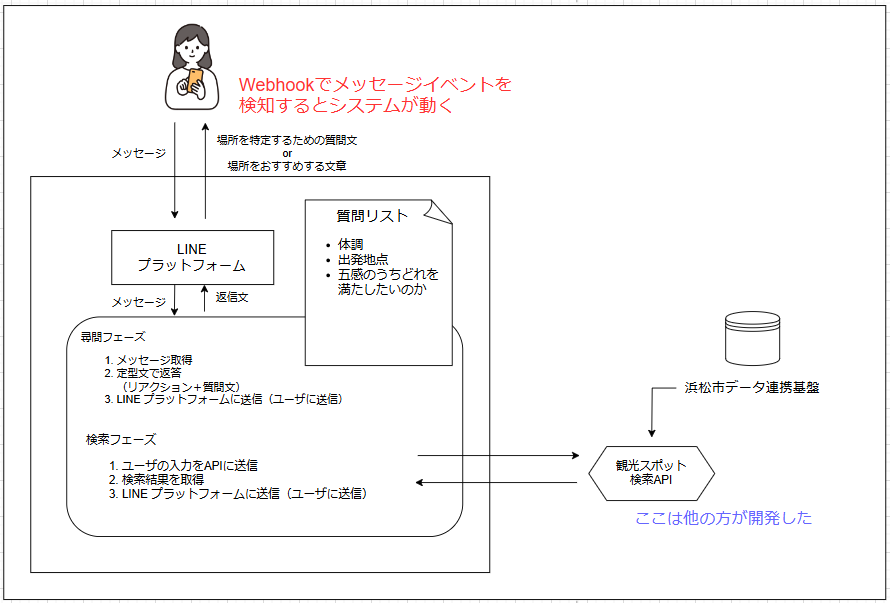 Webhookでメッセージイベントを
検知するとシステムが動く
メッセージ
場所を特定するための質問文
or
場所をおすすめする文章
質問リスト
• 体調
• 出発地点
• 五感のうちどれを
満たしたいのか
LINE
プラットフォーム
メッセージ
返信文
尋問フェーズ
1. メッセージ取得
2. 定型文で返答
（リアクション＋質問文）
3. LINE プラットフォームに送信（ユーザに送信）
検索フェーズ
1. ユーザの入力をAPIに送信
2. 検索結果を取得
3. LINE プラットフォームに送信（ユーザに送信）
浜松市データ連携基盤
観光スポット
検索API
ここは他の方が開発した